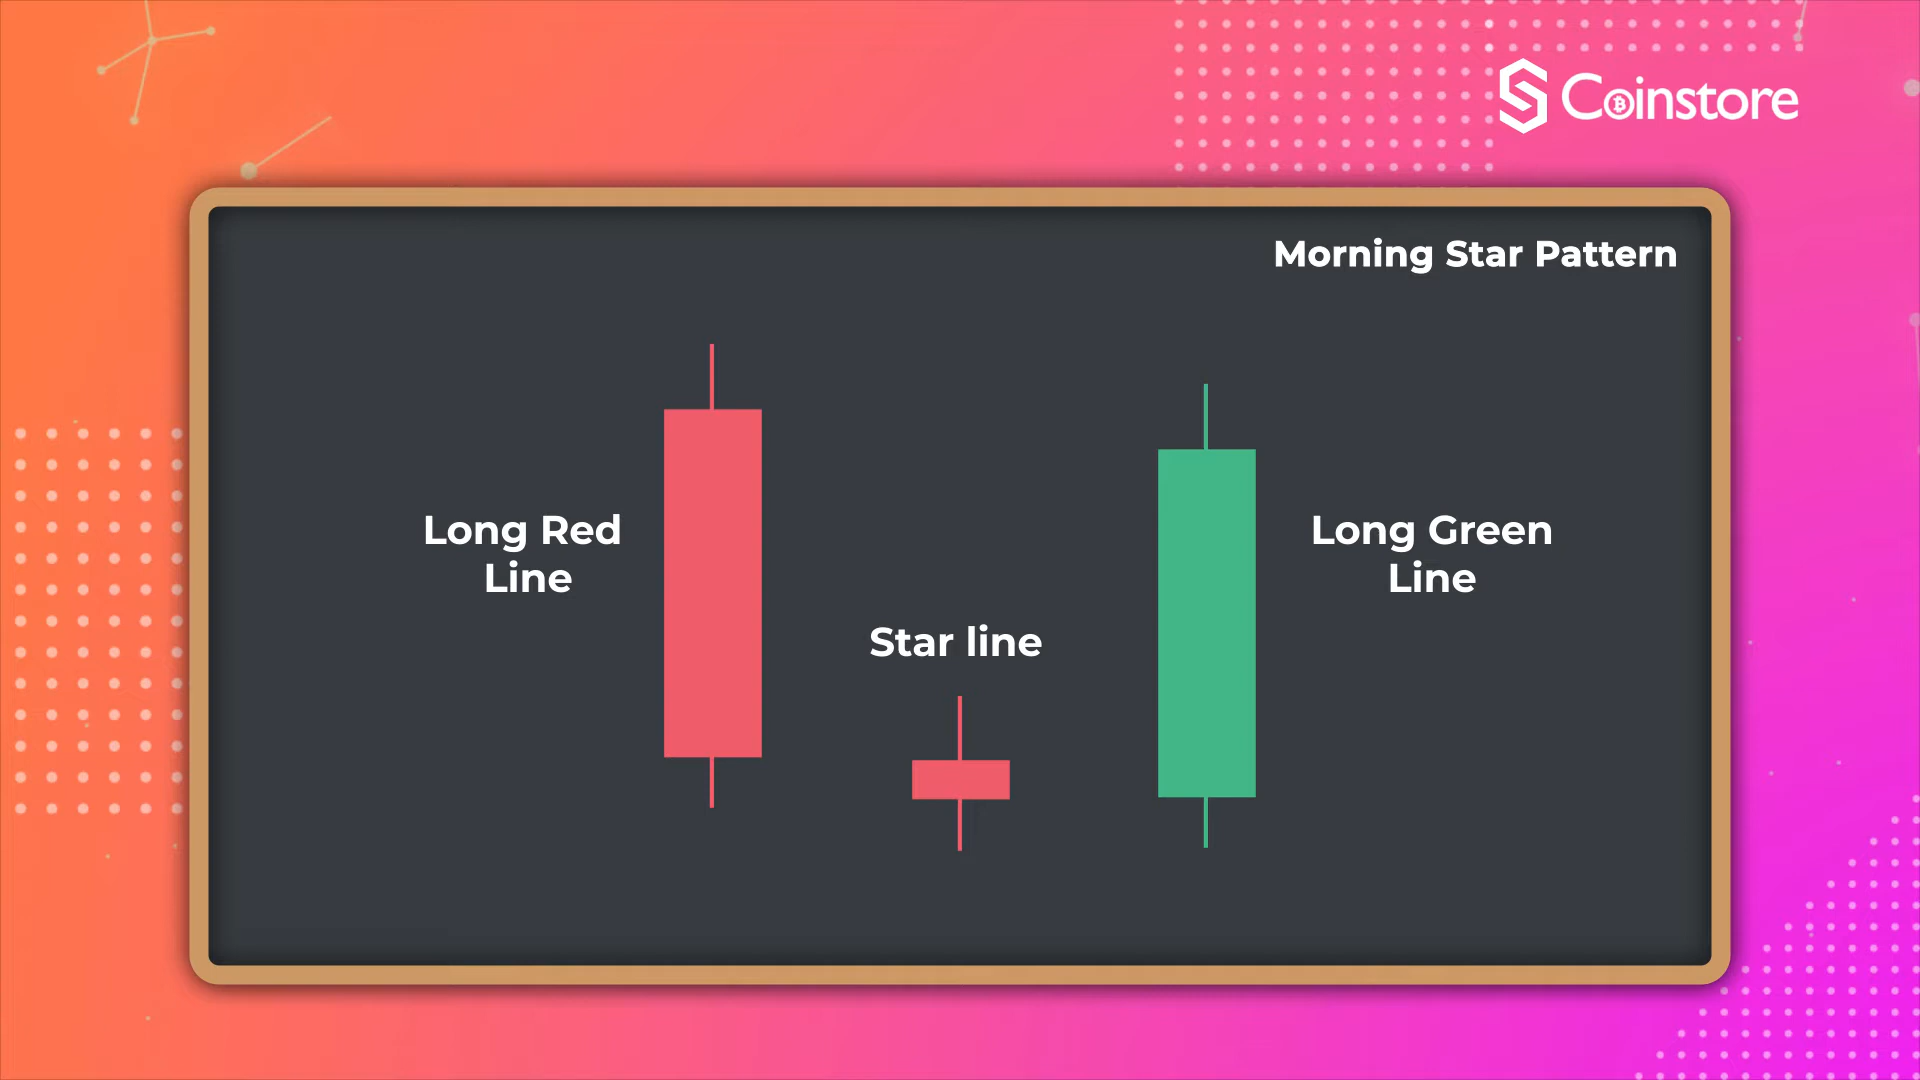 Coinstore
Morning Star Pattern
Long Red
Line
Star line
Long Green
Line